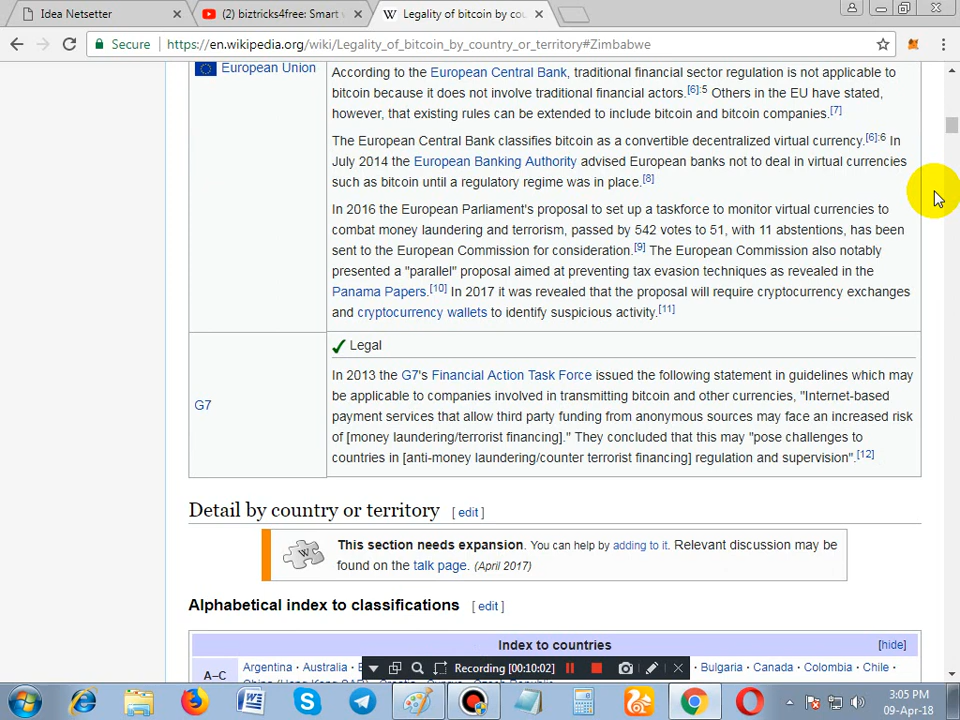 Idea Netsetter
(2) biztricks4free: Smart
Legality of bitcoin by cou
Secure https://en.wikipedia.org/wiki/Legality_of_bitcoin_by_country_or_territory#Zimbabwe
European Union
According to the European Central Bank, traditional financial sector regulation is not applicable to
bitcoin because it does not involve traditional financial actors.[6]:5 Others in the EU have stated,
however, that existing rules can be extended to include bitcoin and bitcoin companies.[7]
The European Central Bank classifies bitcoin as a convertible decentralized virtual currency.[6]:6 In
July 2014 the European Banking Authority advised European banks not to deal in virtual currencies
such as bitcoin until a regulatory regime was in place.[8]
In 2016 the European Parliament's proposal to set up a taskforce to monitor virtual currencies to
combat money laundering and terrorism, passed by 542 votes to 51, with 11 abstentions, has been
sent to the European Commission for consideration.[9] The European Commission also notably
presented a "parallel" proposal aimed at preventing tax evasion techniques as revealed in the
Panama Papers.[10] In 2017 it was revealed that the proposal will require cryptocurrency exchanges
and cryptocurrency wallets to identify suspicious activity.[11]
Legal
G7
In 2013 the G7's Financial Action Task Force issued the following statement in guidelines which may
be applicable to companies involved in transmitting bitcoin and other currencies, "Internet-based
payment services that allow third party funding from anonymous sources may face an increased risk
of [money laundering/terrorist financing]." They concluded that this may "pose challenges to
countries in [anti-money laundering/counter terrorist financing] regulation and supervision".[12]
Detail by country or territory [edit]
This section needs expansion. You can help by adding to it. Relevant discussion may be
found on the talk page. (April 2017)
Alphabetical index to classifications [edit]
Index to countries [hide]
A–C
Argentina · Australia · Bulgaria · Canada · Colombia · Chile ·
Recording [00:10:02]
3:05 PM
09-Apr-18